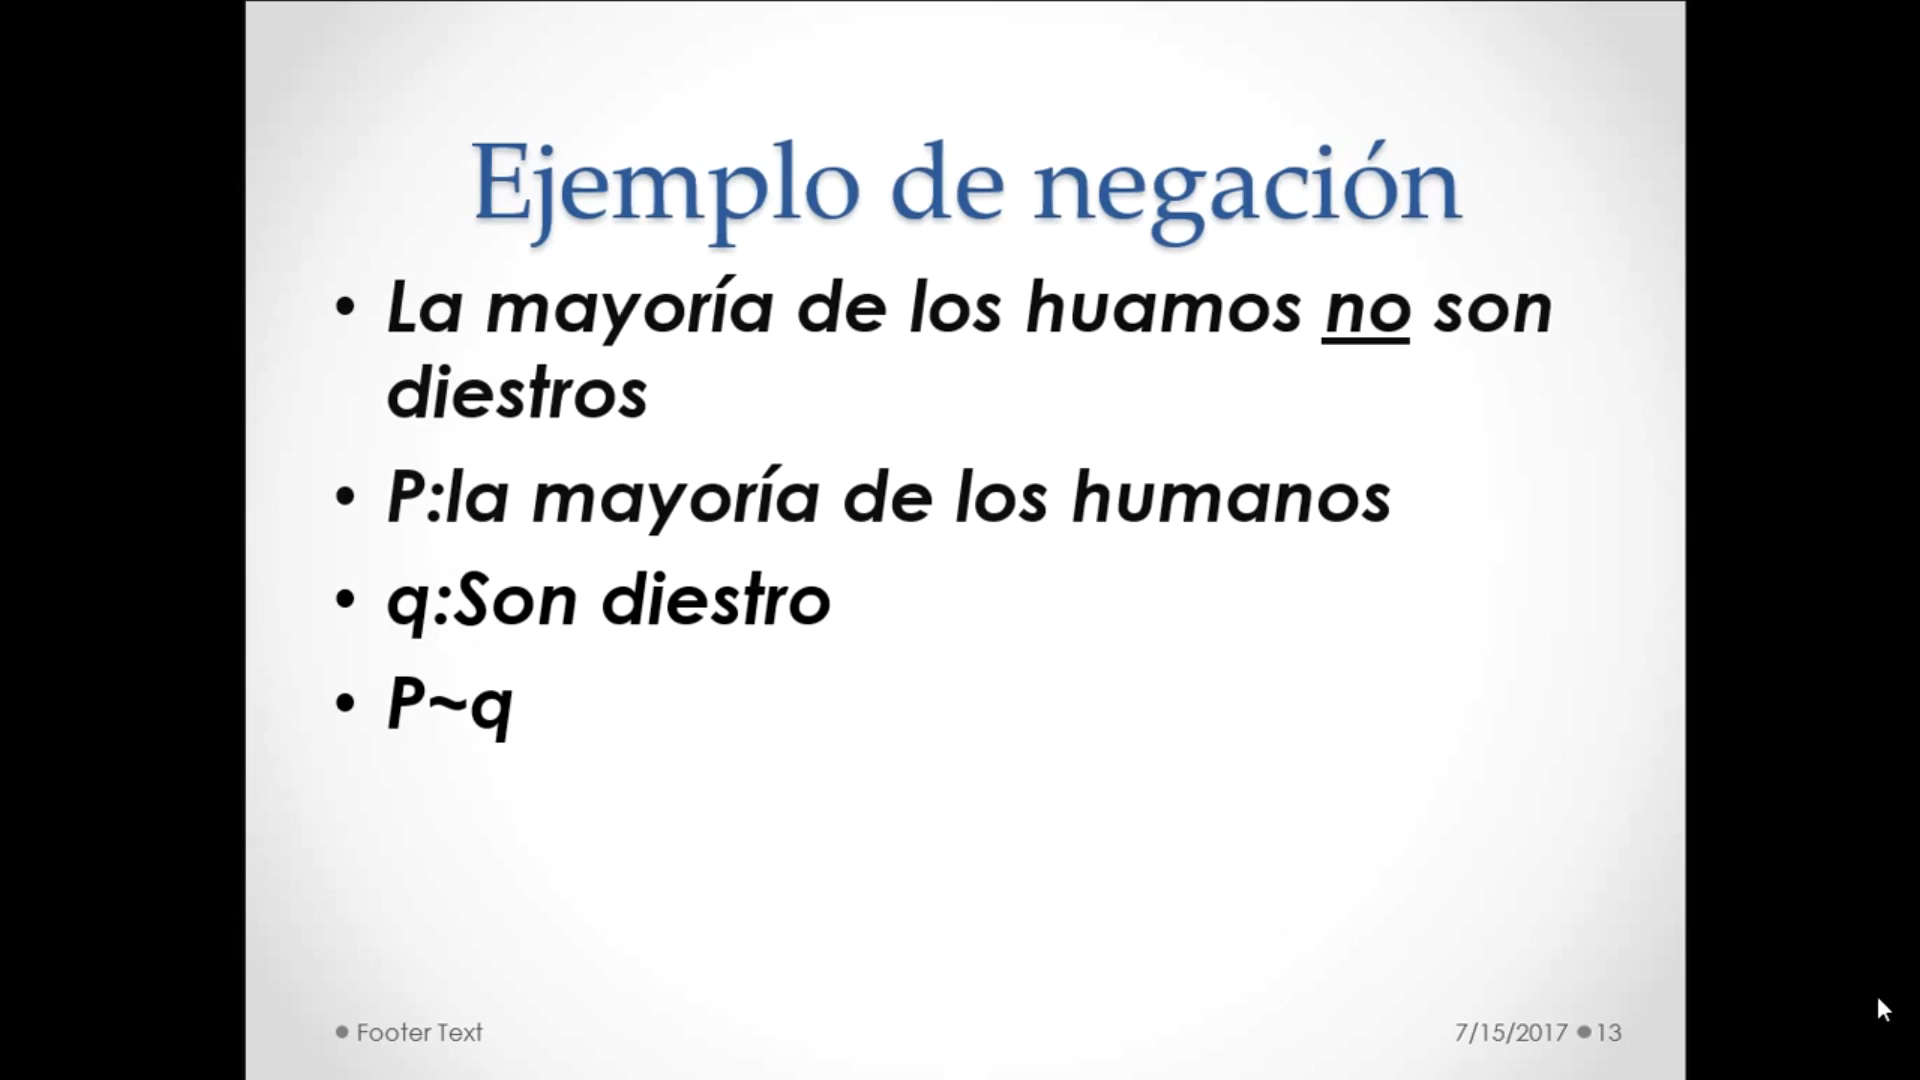 Ejemplo de negación
• La mayoría de los huamos no son
diestros
• P:la mayoría de los humanos
• q:Son diestro
• P~q
Footer Text
7/15/2017
13